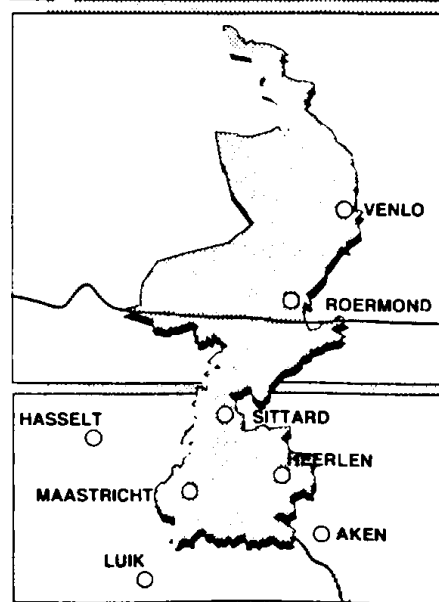 VENLO
ROERMOND
HASSELT
SITTARD
HEERLEN
MAASTRICHT
AKEN
LUIK